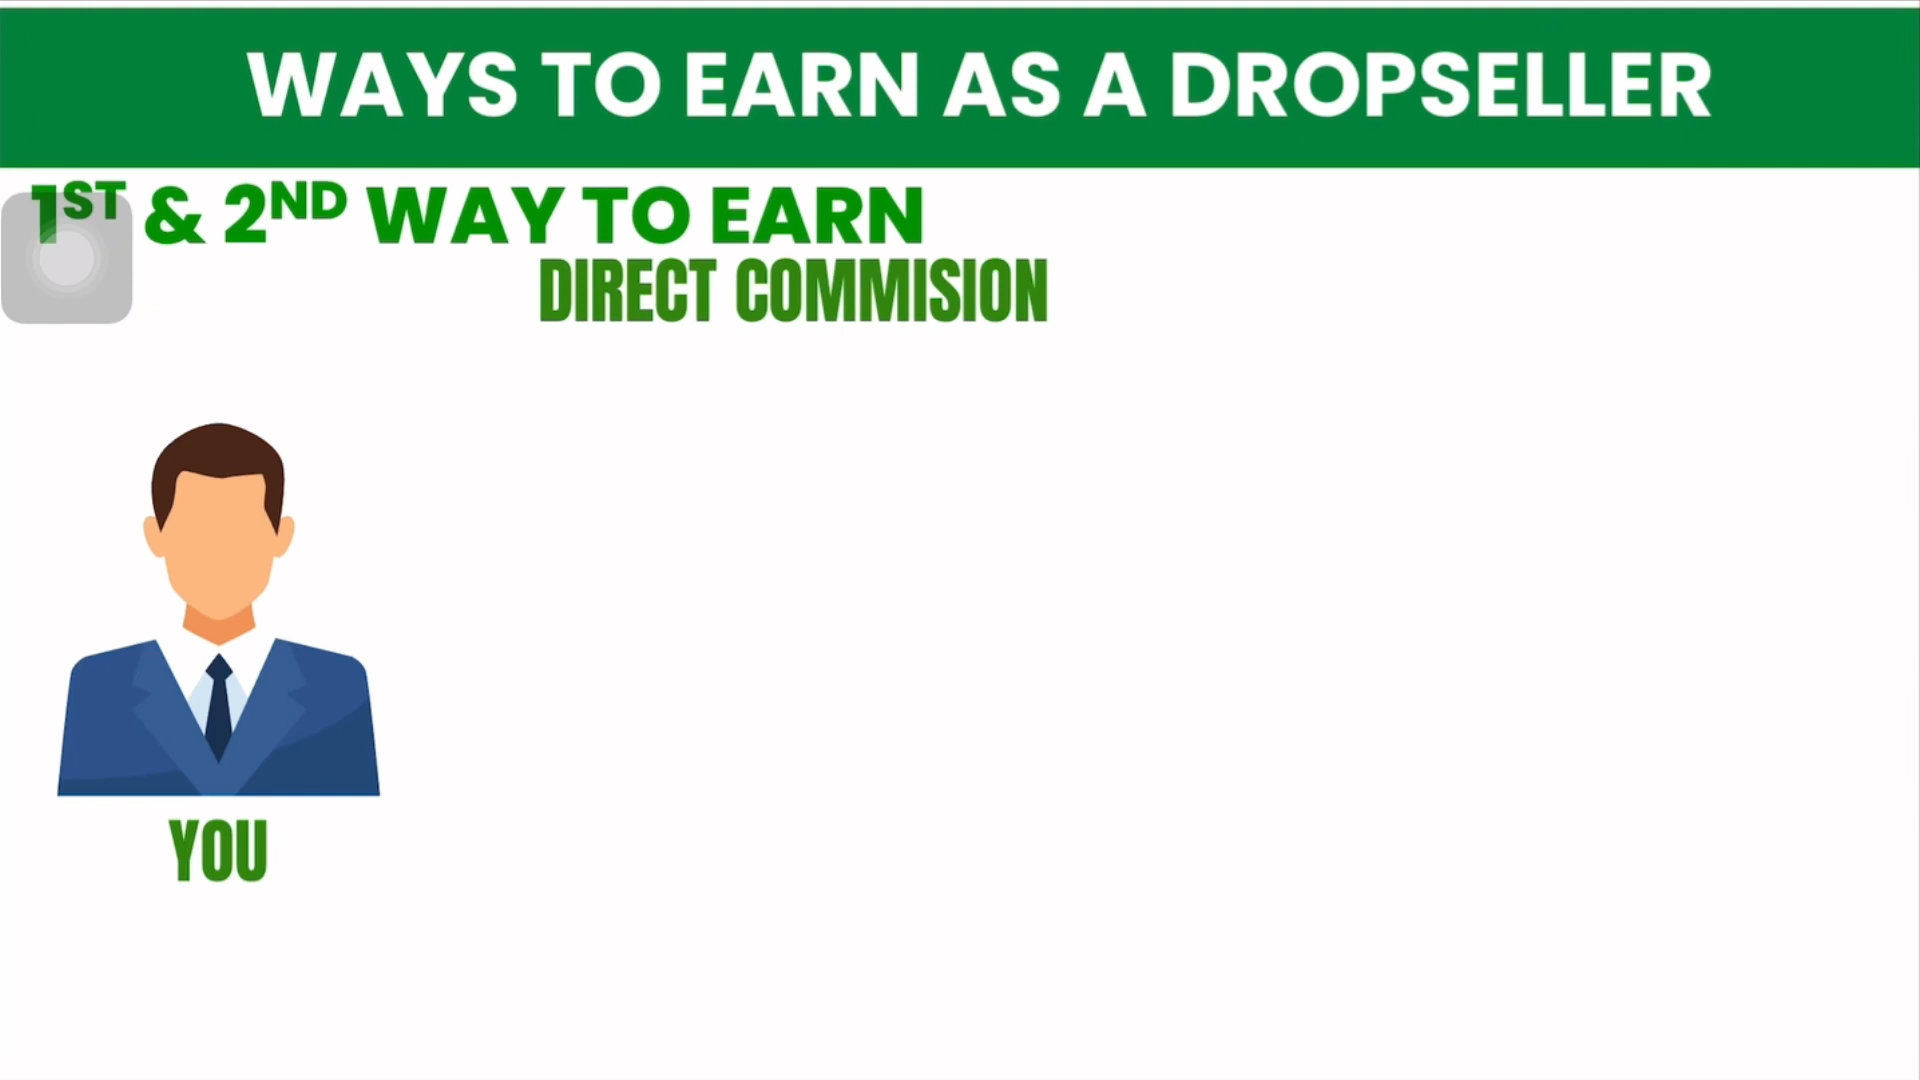 WAYS TO EARN AS A DROPSELLER
1ST & 2ND WAY TO EARN
DIRECT COMMISION
YOU